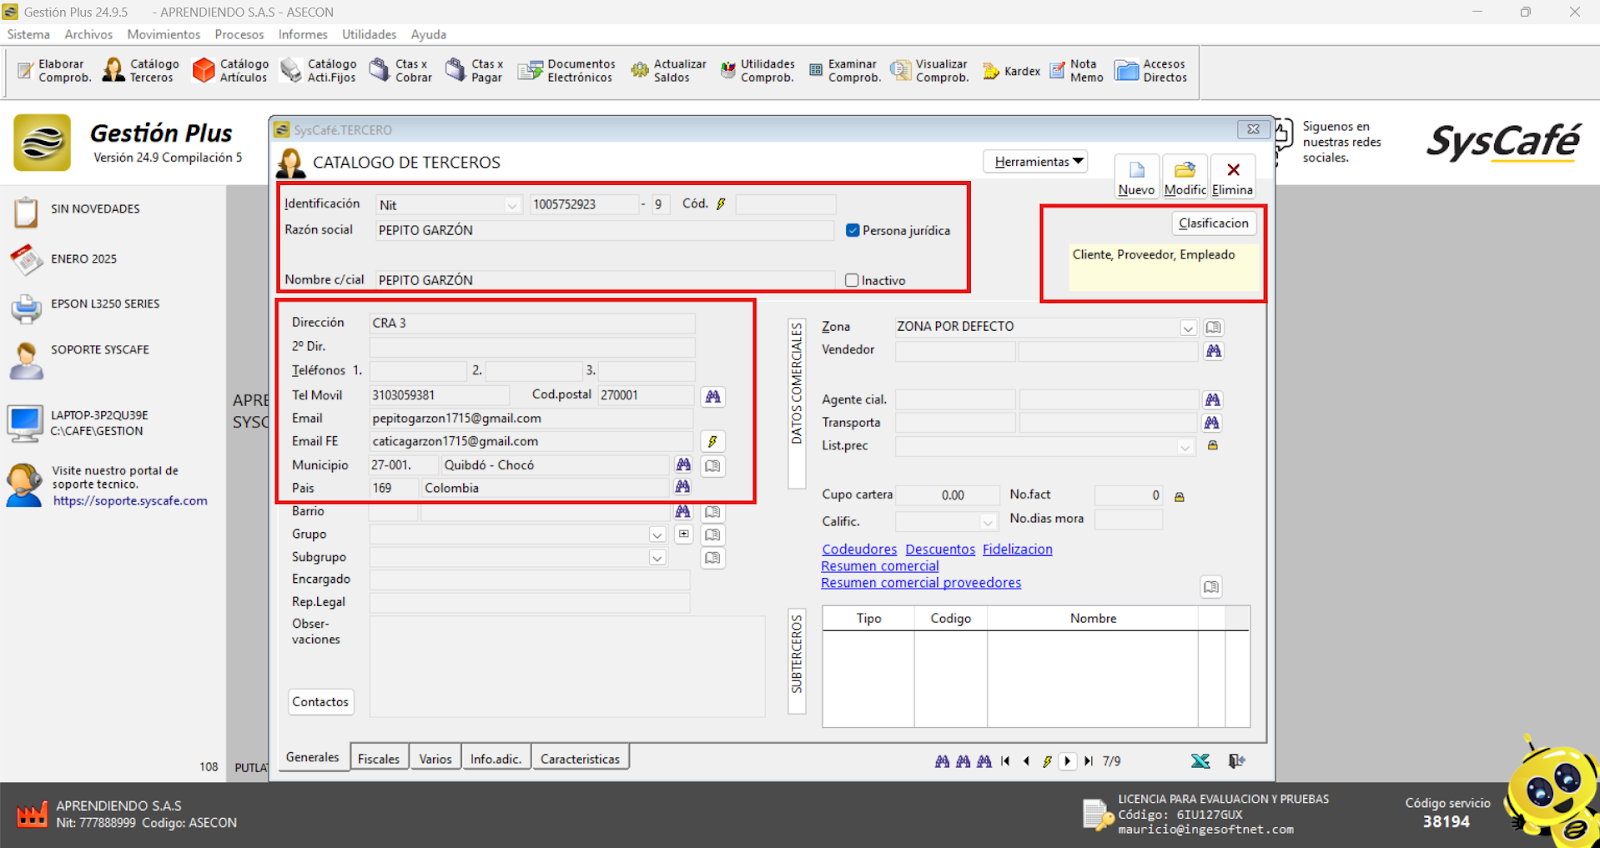 Gestión Plus 24.9.5 - APRENDIENDO S.A.S - ASECON
Sistema Archivos Movimientos Procesos Informes Utilidades Ayuda
Elaborar Comprob.
Catálogo Terceros
Catálogo Artículos
Catálogo Acti.Fijos
Ctas x Cobrar
Ctas x Pagar
Documentos Electrónicos
Actualizar Saldos
Utilidades Comprob.
Examinar Comprob.
Visualizar Comprob.
Kardex
Nota Memo
Accesos Directos
Gestión Plus
Versión 24.9 Compilación 5
Siguenos en
nuestras redes
sociales.
SysCafé
SIN NOVEDADES
ENERO 2025
EPSON L3250 SERIES
SOPORTE SYSCAFE
LAPTOP-3P2QU39E
C:\CAFE\GESTION
Visite nuestro portal de
soporte tecnico.
https://soporte.syscafe.com
108 PUTLA
APRE
SYSC
SysCafé.TERCERO
CATALOGO DE TERCEROS
Herramientas
Nuevo Modific Elimina
Identificación Nit 1005752923 - 9 Cód.
Razón social PEPITO GARZÓN Persona jurídica
Nombre c/cial PEPITO GARZÓN Inactivo
Clasificacion
Cliente, Proveedor, Empleado
Dirección CRA 3
2º Dir.
Teléfonos 1. 2. 3.
Tel Movil 3103059381 Cod.postal 270001
Email pepitogarzon1715@gmail.com
Email FE caticagarzon1715@gmail.com
Municipio 27-001. Quibdó - Chocó
Pais 169 Colombia
Barrio
Grupo
Subgrupo
Encargado
Rep.Legal
Obser-
vaciones
Contactos
DATOS COMERCIALES
Zona ZONA POR DEFECTO
Vendedor
Agente cial.
Transporta
List.prec
Cupo cartera 0.00 No.fact 0
Calific. No.dias mora
Codeudores Descuentos Fidelizacion
Resumen comercial
Resumen comercial proveedores
SUBTERCEROS
Tipo Codigo Nombre
Generales Fiscales Varios Info.adic. Caracteristicas
7/9
APRENDIENDO S.A.S
Nit: 777888999 Codigo: ASECON
LICENCIA PARA EVALUACION Y PRUEBAS
Código: 6IU127GUX
mauricio@ingesoftnet.com
Código servicio
38194